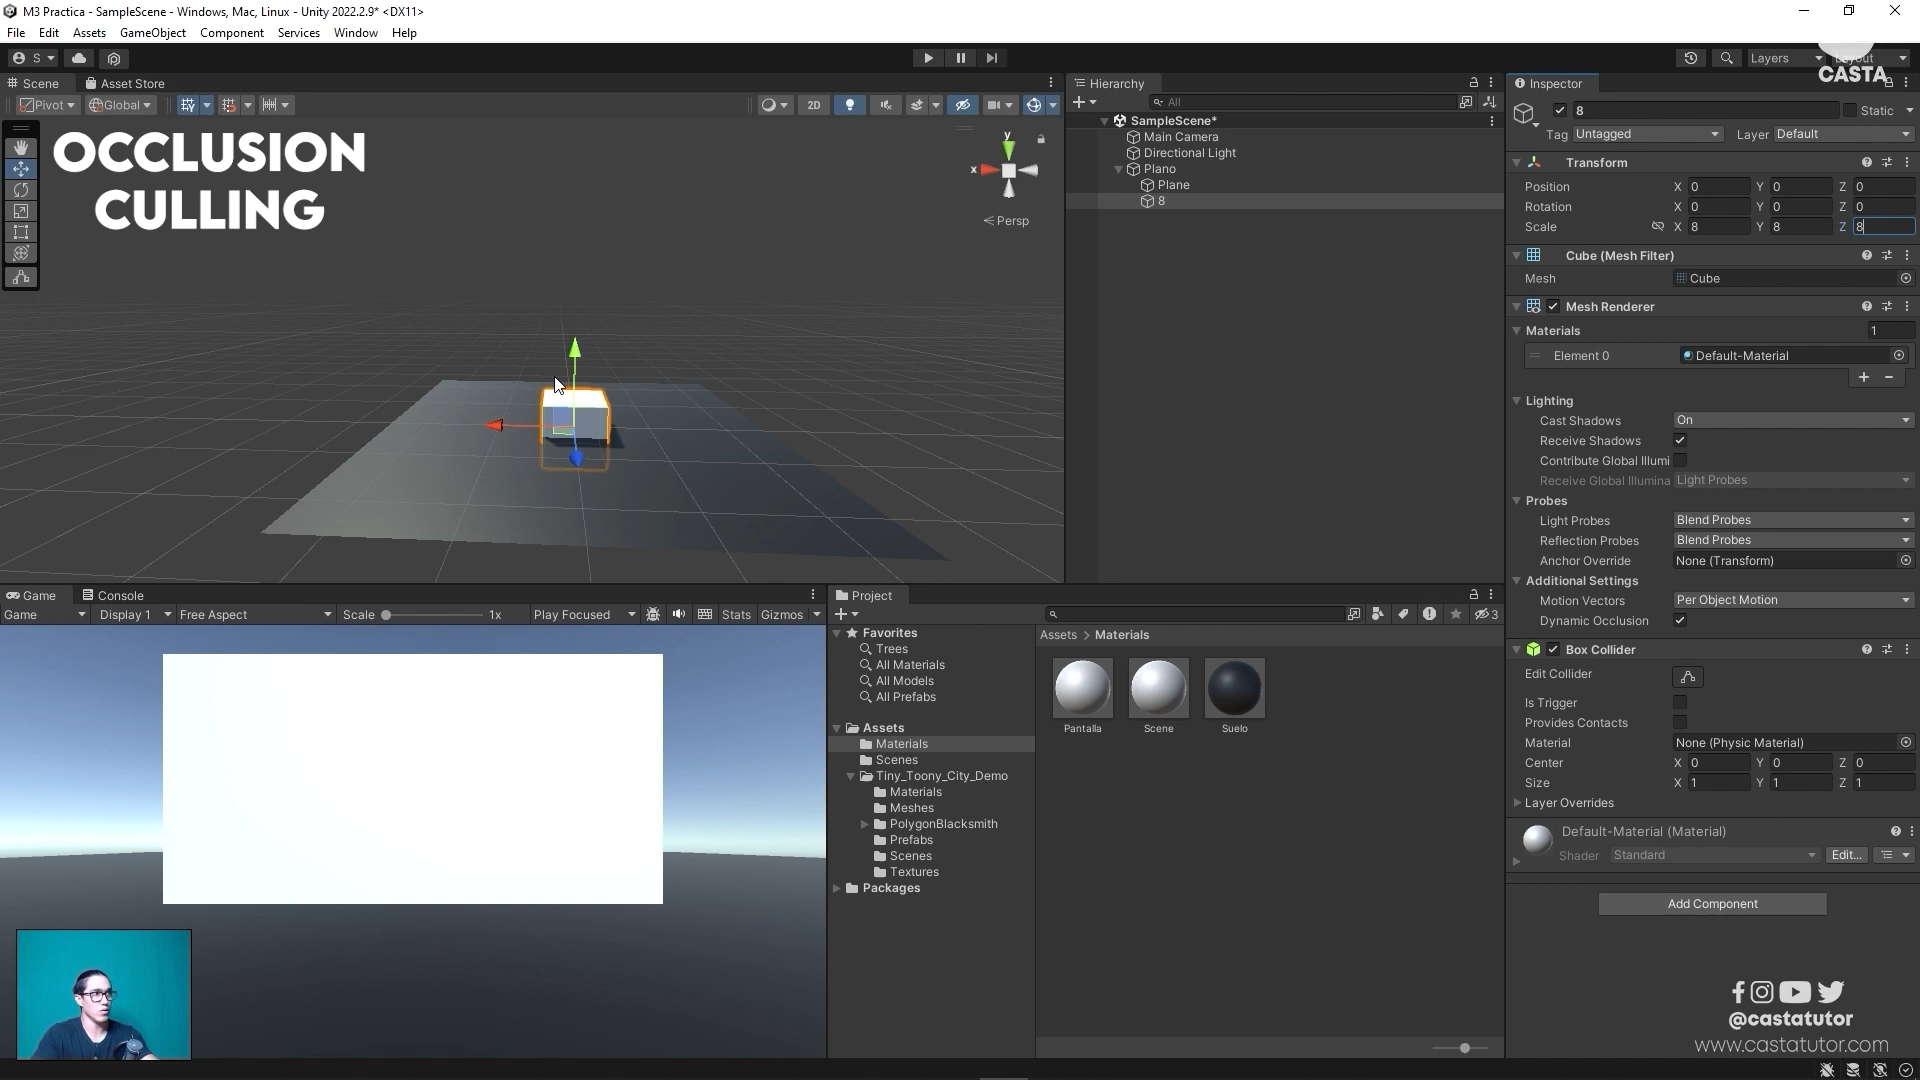 M3 Practica - SampleScene - Windows, Mac, Linux - Unity 2022.2.9* <DX11>
File Edit Assets GameObject Component Services Window Help
S
Layers
Layout
CASTA
Scene
Asset Store
Pivot
Global
2D
OCCLUSION
CULLING
y
x
Persp
Hierarchy
All
SampleScene*
Main Camera
Directional Light
Plano
Plane
8
Inspector
8
Static
Tag Untagged
Layer Default
Transform
Position X 0 Y 0 Z 0
Rotation X 0 Y 0 Z 0
Scale X 8 Y 8 Z 8
Cube (Mesh Filter)
Mesh Cube
Mesh Renderer
Materials 1
Element 0 Default-Material
Lighting
Cast Shadows On
Receive Shadows
Contribute Global Illumi
Receive Global Illumina Light Probes
Probes
Light Probes Blend Probes
Reflection Probes Blend Probes
Anchor Override None (Transform)
Additional Settings
Motion Vectors Per Object Motion
Dynamic Occlusion
Box Collider
Edit Collider
Is Trigger
Provides Contacts
Material None (Physic Material)
Center X 0 Y 0 Z 0
Size X 1 Y 1 Z 1
Layer Overrides
Default-Material (Material)
Shader Standard Edit...
Add Component
Game
Console
Game Display 1 Free Aspect Scale 1x Play Focused Stats Gizmos
Project
3
Favorites
Trees
All Materials
All Models
All Prefabs
Assets
Materials
Scenes
Tiny_Toony_City_Demo
Materials
Meshes
PolygonBlacksmith
Prefabs
Scenes
Textures
Packages
Assets > Materials
Pantalla Scene Suelo
@castatutor
www.castatutor.com